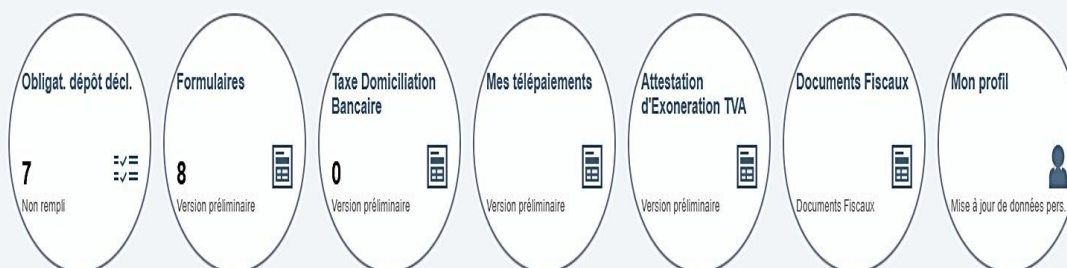 Obligat. dépôt décl.
7
Non rempli
Formulaires
8
Version préliminaire
Taxe Domiciliation
Bancaire
0
Version préliminaire
Mes télépaiements
Version préliminaire
Attestation
d'Exoneration TVA
Version préliminaire
Documents Fiscaux
Documents Fiscaux
Mon profil
Mise à jour de données pers.